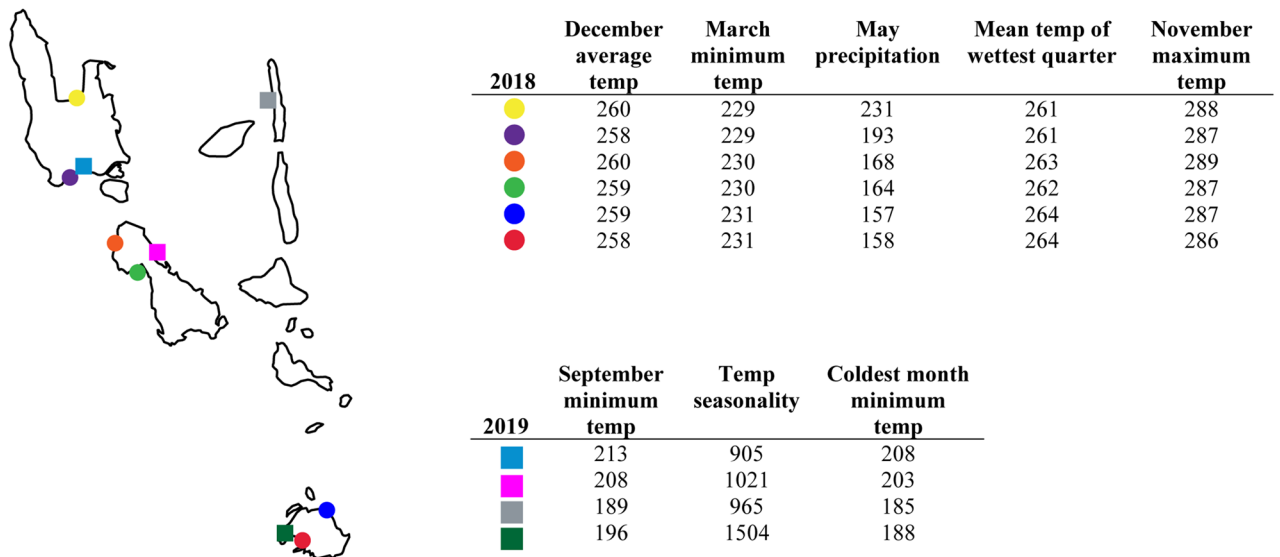 December March May Mean temp of November
average minimum precipitation wettest quarter maximum
2018 temp temp temp
260 229 231 261 288
258 229 193 261 287
260 230 168 263 289
259 230 164 262 287
259 231 157 264 287
258 231 158 264 286
September Temp Coldest month
minimum seasonality minimum
2019 temp temp
213 905 208
208 1021 203
189 965 185
196 1504 188